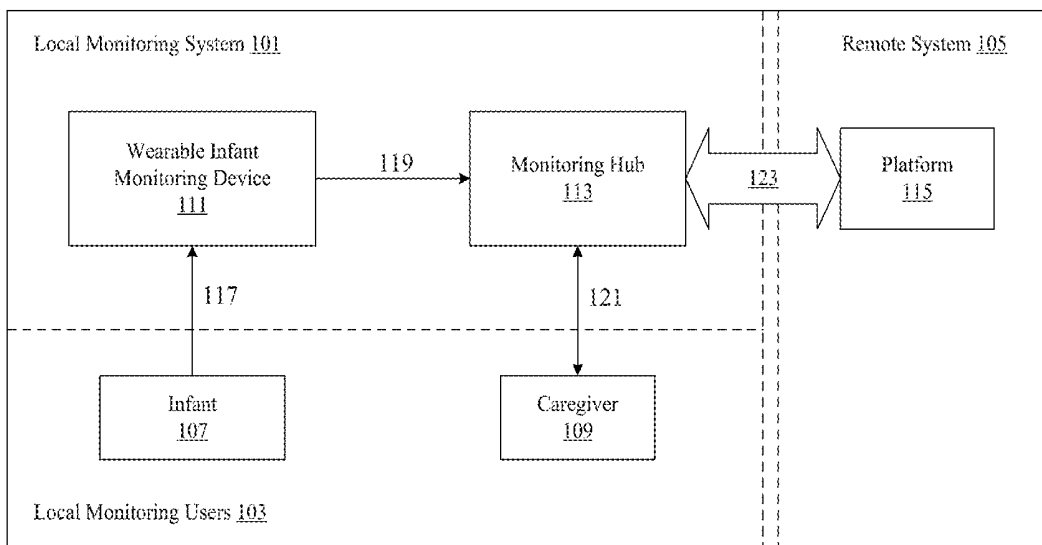 Local Monitoring System 101
Remote System 105
Wearable Infant
Monitoring Device
111
119
Monitoring Hub
113
123
Platform
115
117
121
Infant
107
Caregiver
109
Local Monitoring Users 103